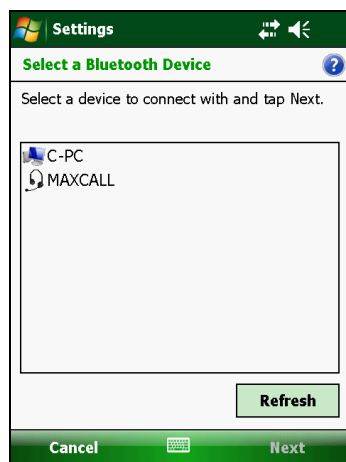 Settings
Select a Bluetooth Device ?
Select a device to connect with and tap Next.
C-PC
MAXCALL
Refresh
Cancel Next